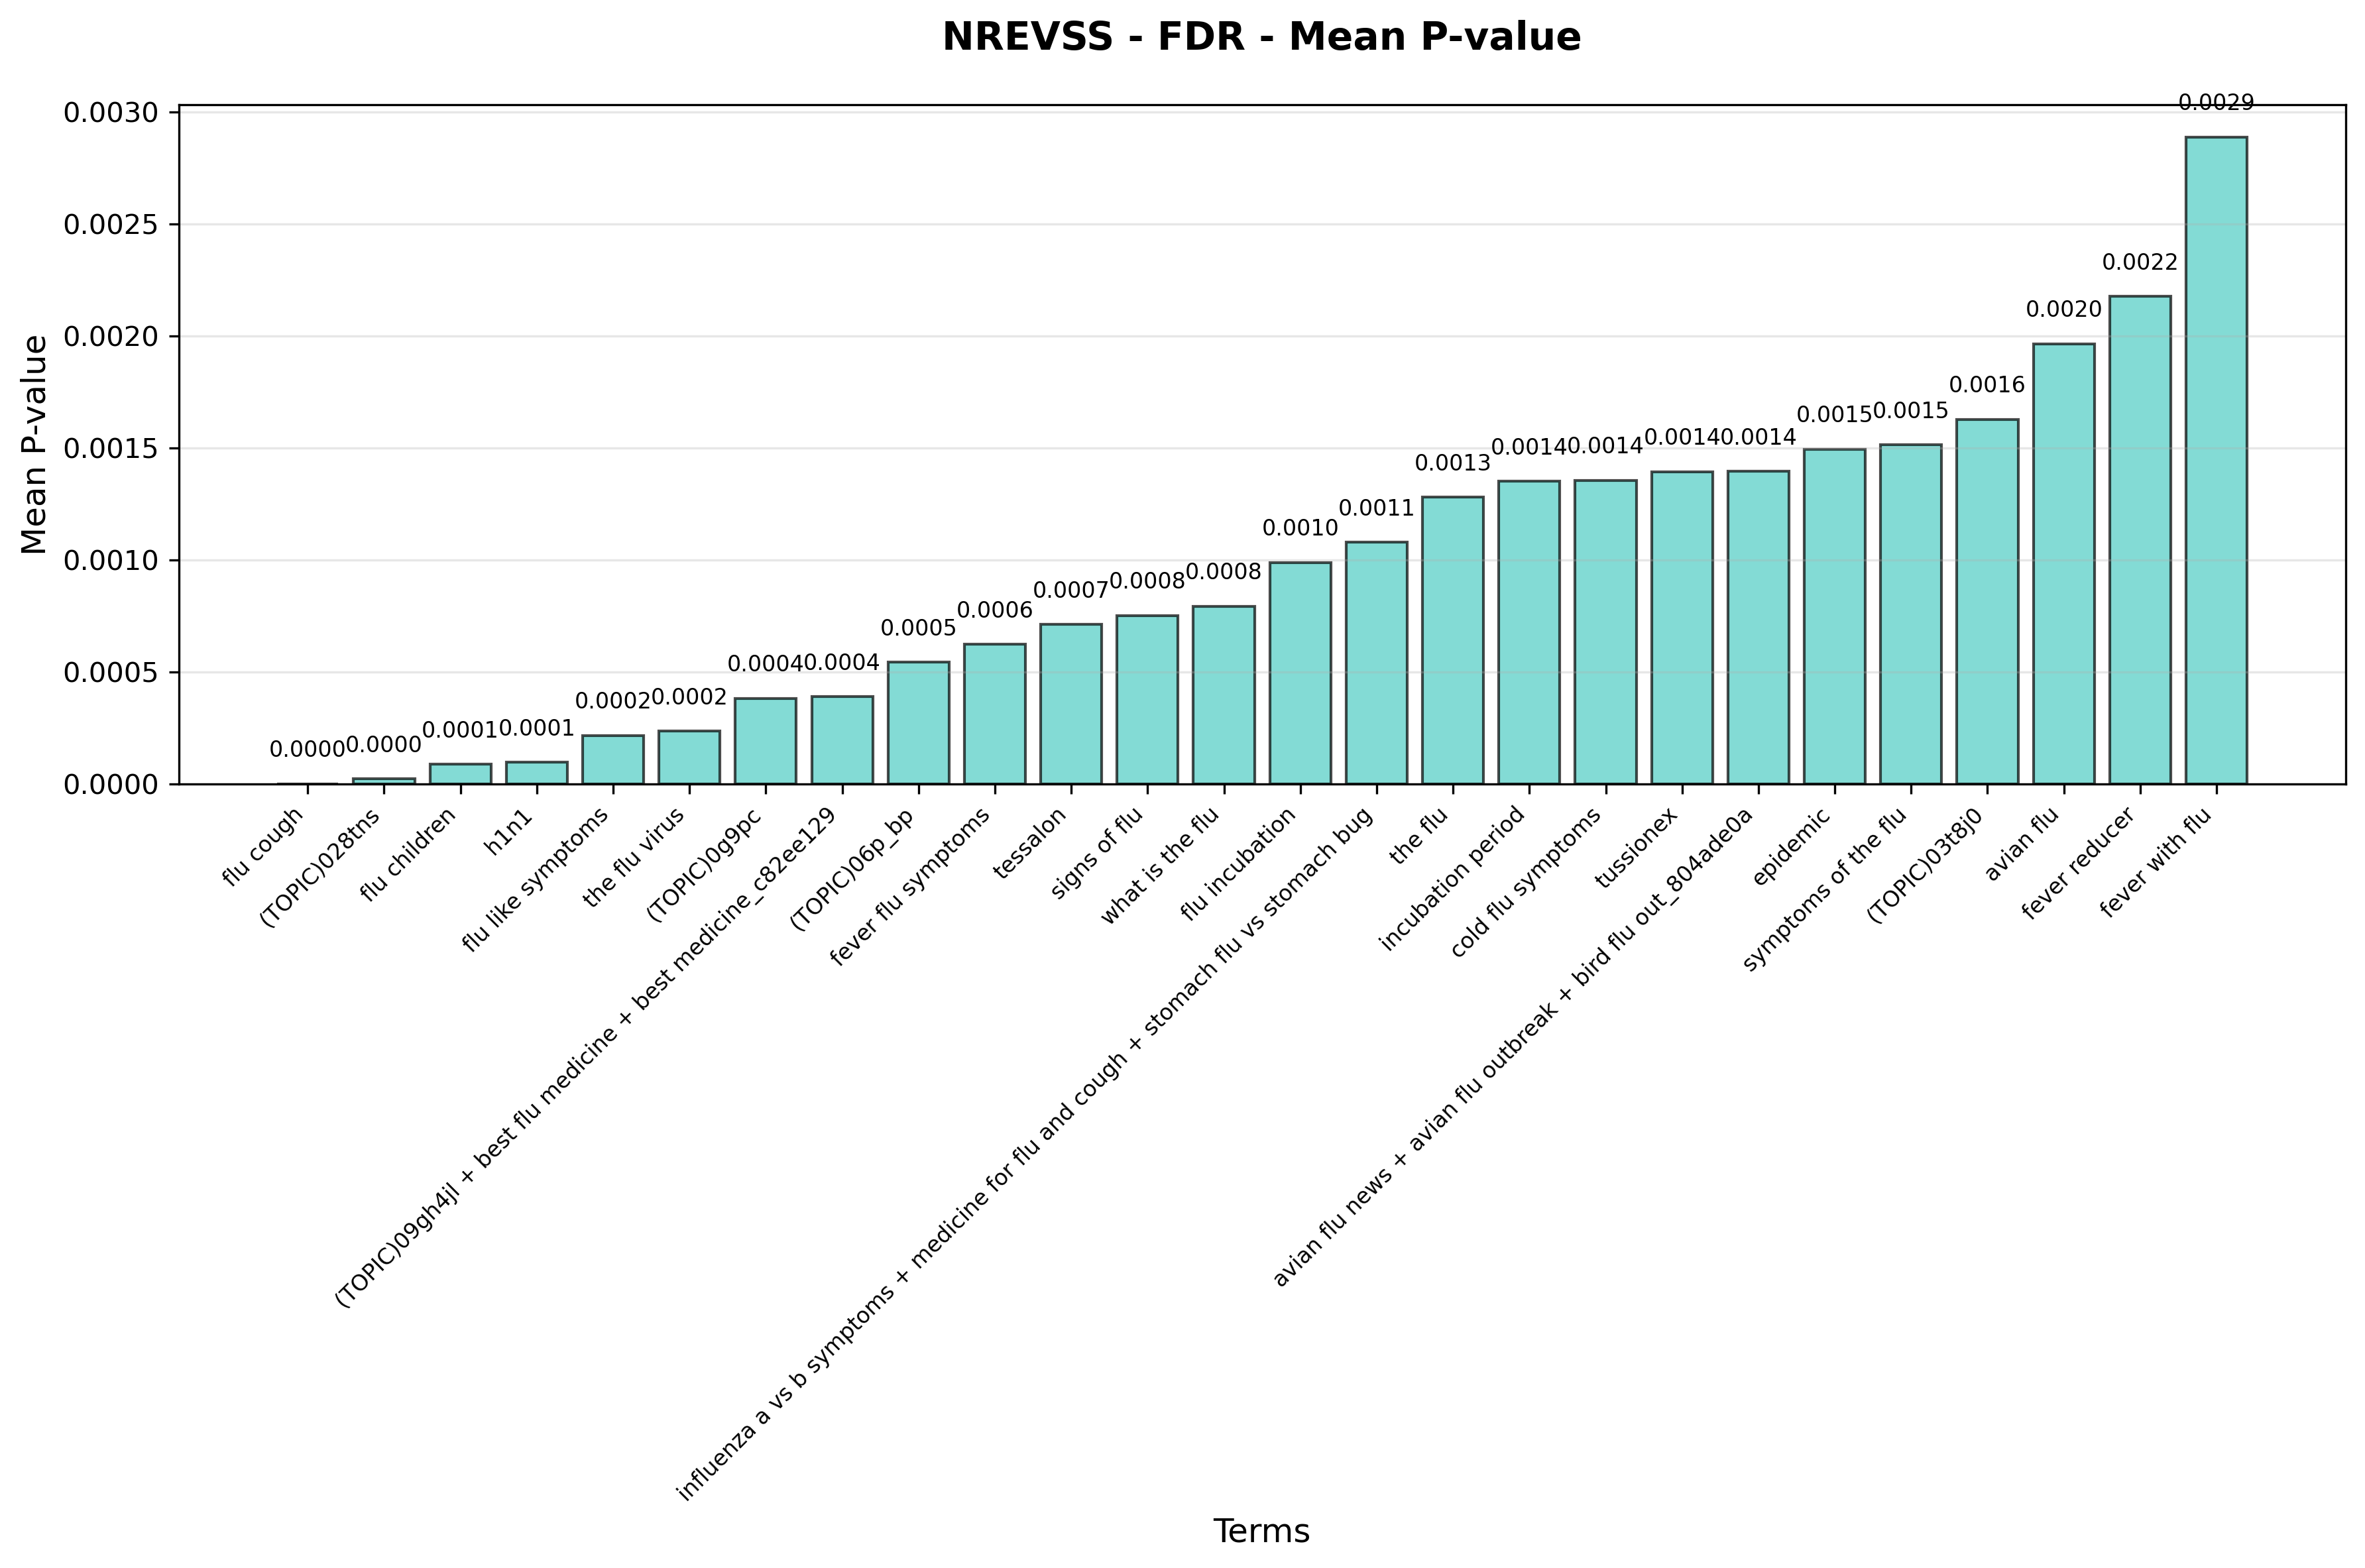 NREVSS - FDR - Mean P-value
Mean P-value
0.0030
0.0025
0.0020
0.0015
0.0010
0.0005
0.0000
0.0000
0.0000
0.0001
0.0001
0.0002
0.0002
0.0004
0.0004
0.0005
0.0006
0.0007
0.0008
0.0008
0.0010
0.0011
0.0013
0.0014
0.0014
0.0014
0.0014
0.0015
0.0015
0.0016
0.0020
0.0022
0.0029
flu cough
(TOPIC)028tns
flu children
h1n1
flu like symptoms
the flu virus
(TOPIC)0g9pc
(TOPIC)09gh4jl + best flu medicine + best medicine_c82ee129
(TOPIC)06p_bp
fever flu symptoms
tessalon
signs of flu
what is the flu
flu incubation
influenza a vs b symptoms + medicine for flu and cough + stomach flu vs stomach bug
the flu
incubation period
cold flu symptoms
tussionex
avian flu news + avian flu outbreak + bird flu out_804ade0a
epidemic
symptoms of the flu
(TOPIC)03t8j0
avian flu
fever reducer
fever with flu
Terms